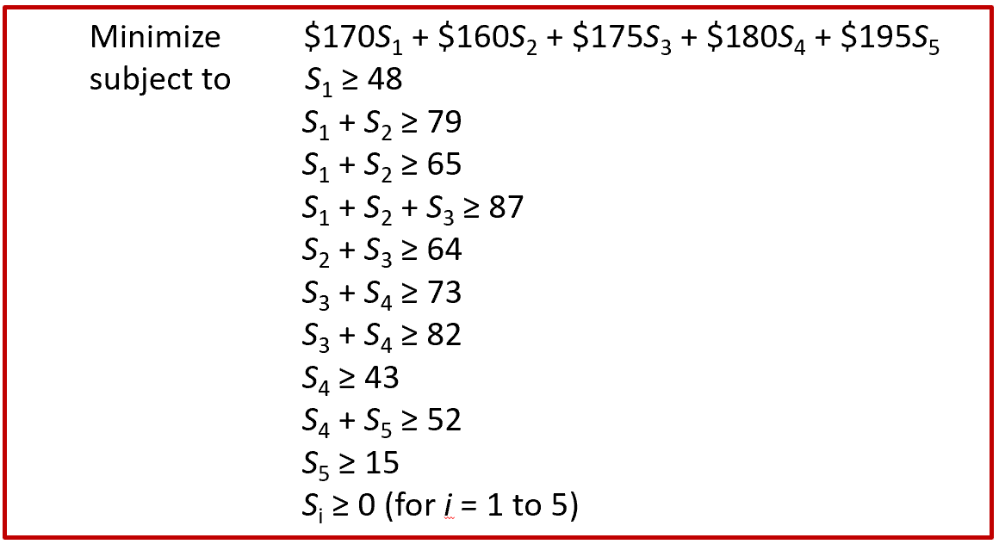 Minimize $170S₁ + $160S₂ + $175S₃ + $180S₄ + $195S₅
subject to S₁ ≥ 48
S₁ + S₂ ≥ 79
S₁ + S₂ ≥ 65
S₁ + S₂ + S₃ ≥ 87
S₂ + S₃ ≥ 64
S₃ + S₄ ≥ 73
S₃ + S₄ ≥ 82
S₄ ≥ 43
S₄ + S₅ ≥ 52
S₅ ≥ 15
Sᵢ ≥ 0 (for i = 1 to 5)